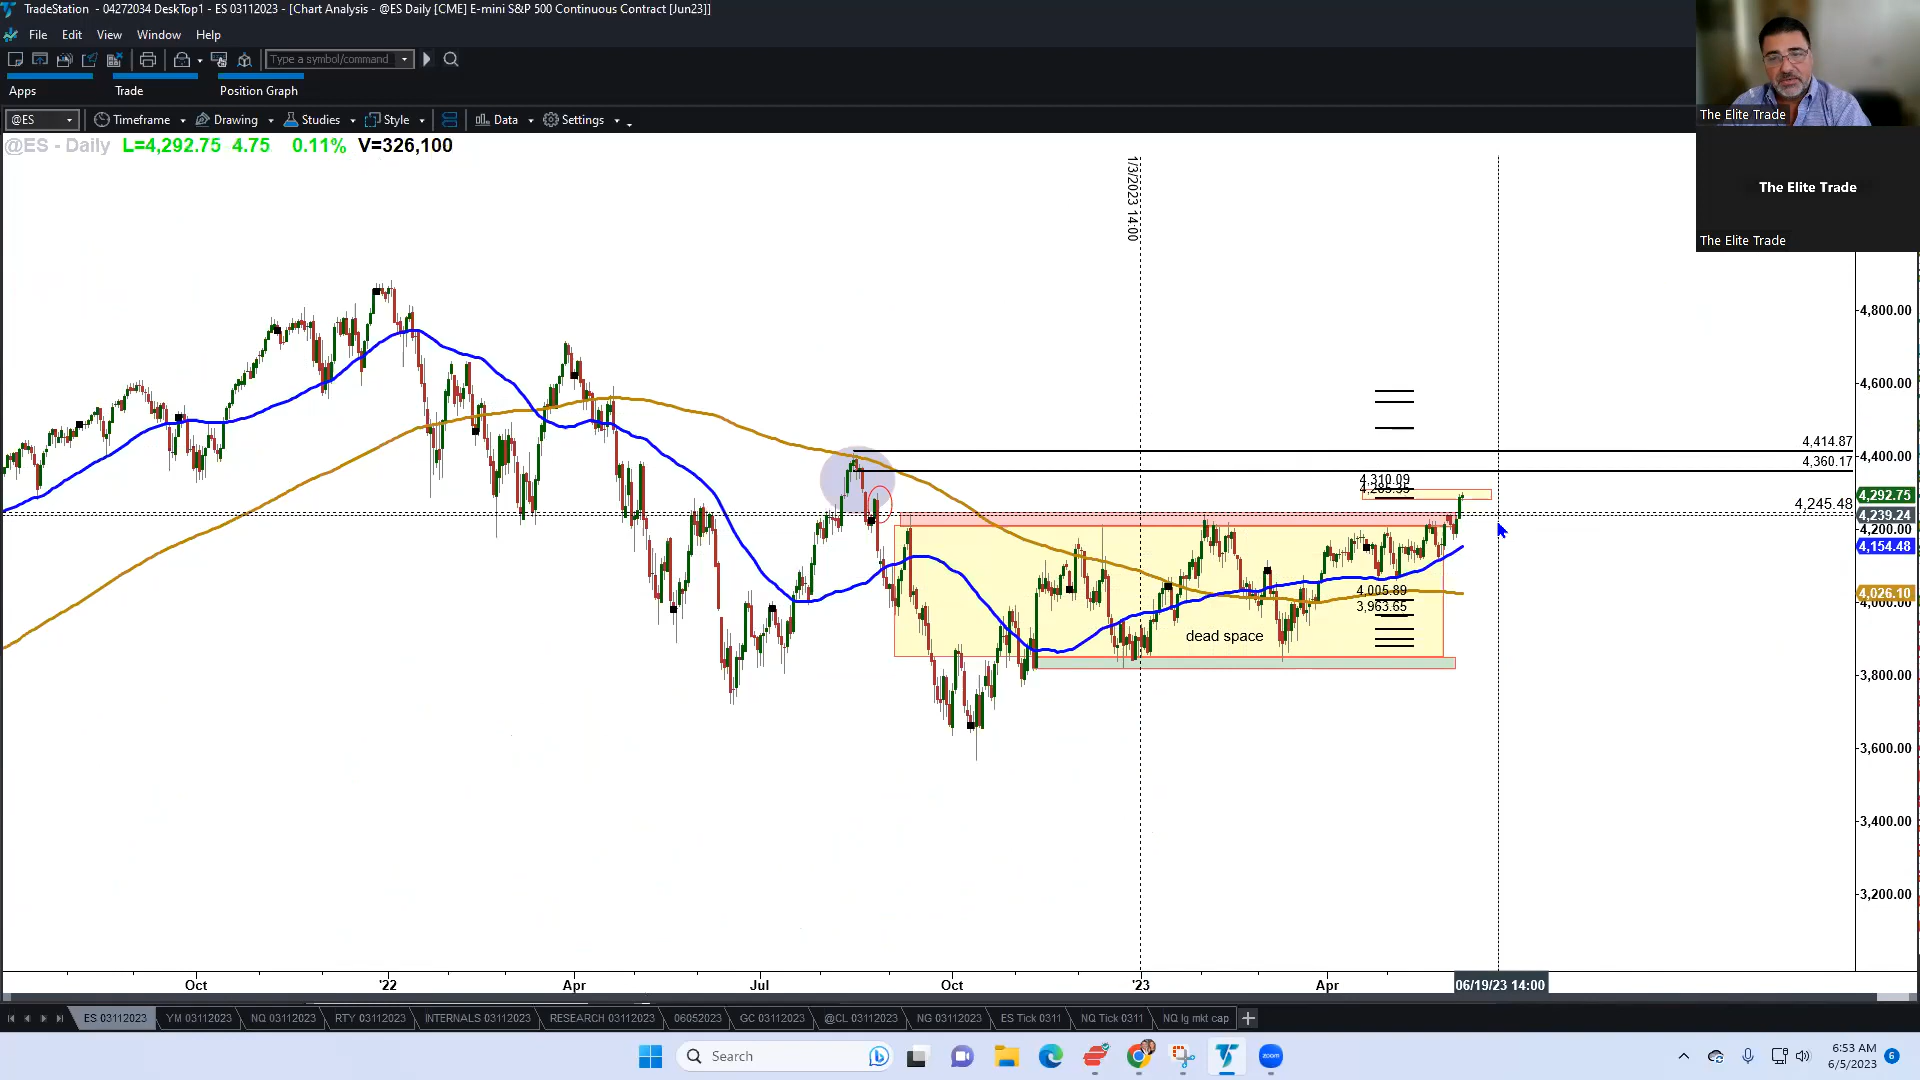 TradeStation - 04272034 DeskTop1 - ES 03112023 - [Chart Analysis - @ES Daily [CME] E-mini S&P 500 Continuous Contract [Jun23]]
File Edit View Window Help
Type a symbol/command
Apps Trade Position Graph
@ES Timeframe Drawing Studies Style Data Settings
@ES - Daily L=4,292.75 4.75 0.11% V=326,100
The Elite Trade
The Elite Trade
The Elite Trade
1/3/2023 14:00
4,800.00
4,600.00
4,414.87
4,400.00
4,360.17
4,310.09
4,285.35
4,292.75
4,245.48
4,239.24
4,200.00
4,154.48
4,005.89
4,026.10
4,000.00
3,963.65
dead space
3,800.00
3,600.00
3,400.00
3,200.00
Oct '22 Apr Jul Oct '23 Apr 06/19/23 14:00
ES 03112023 YM 03112023 NQ 03112023 RTY 03112023 INTERNALS 03112023 RESEARCH 03112023 06052023 GC 03112023 @CL 03112023 NG 03112023 ES Tick 0311 NQ Tick 0311 NQ lg mkt cap
Search
zoom
6:53 AM
6/5/2023
6